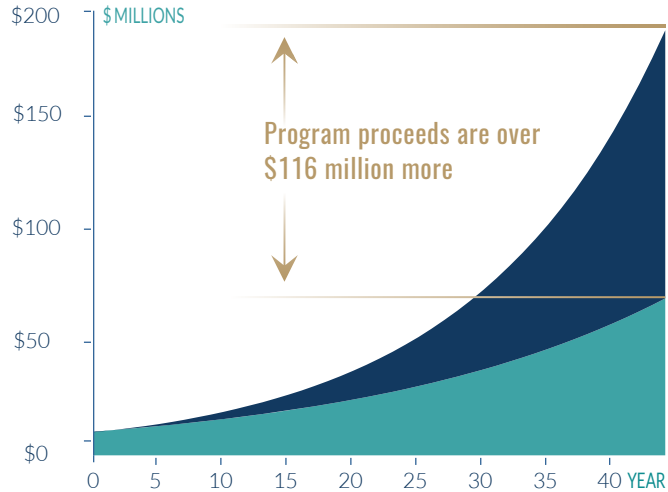 $200
$ MILLIONS
$150
Program proceeds are over
$116 million more
$100
$50
$0
0 5 10 15 20 25 30 35 40 YEAR